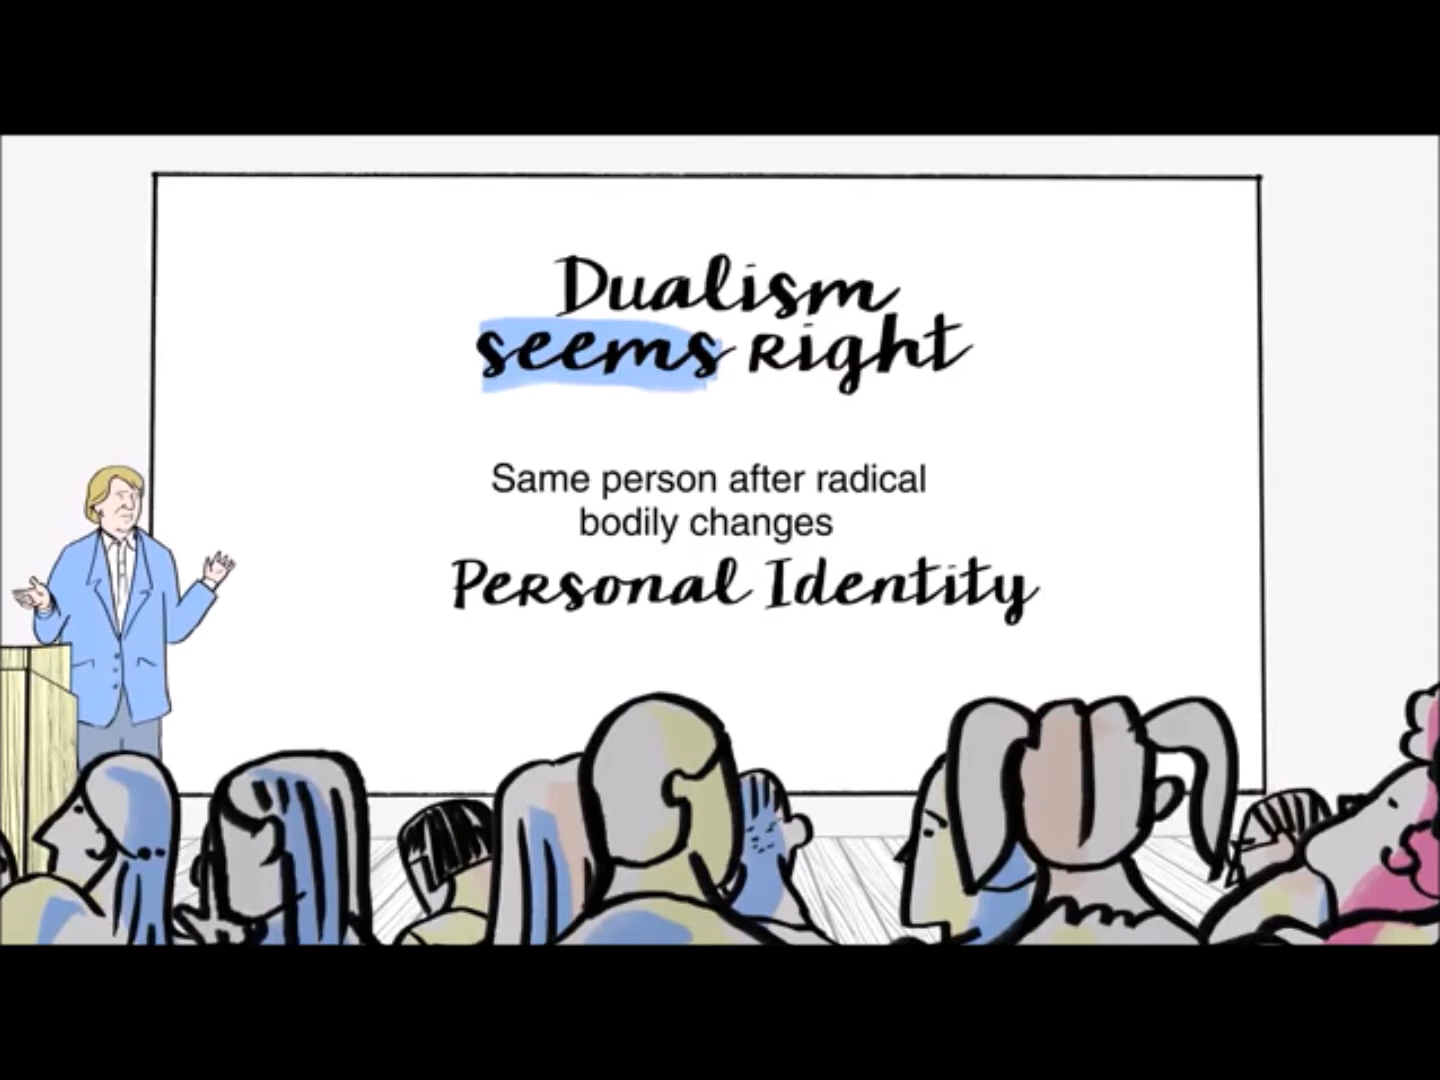 Dualism
seems Right
Same person after radical
bodily changes
Personal Identity